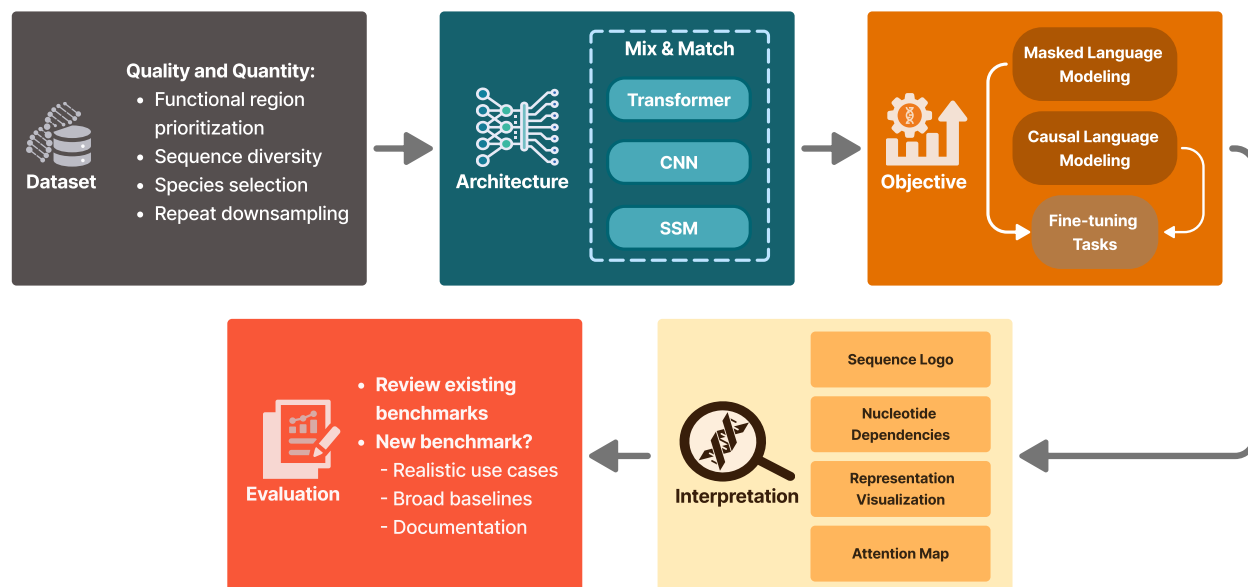 Quality and Quantity:
• Functional region
prioritization
• Sequence diversity
• Species selection
• Repeat downsampling
Dataset
Mix & Match
Transformer
CNN
SSM
Architecture
Masked Language
Modeling
Causal Language
Modeling
Fine-tuning
Tasks
Objective
Sequence Logo
Nucleotide
Dependencies
Representation
Visualization
Attention Map
Interpretation
• Review existing
benchmarks
• New benchmark?
- Realistic use cases
- Broad baselines
- Documentation
Evaluation